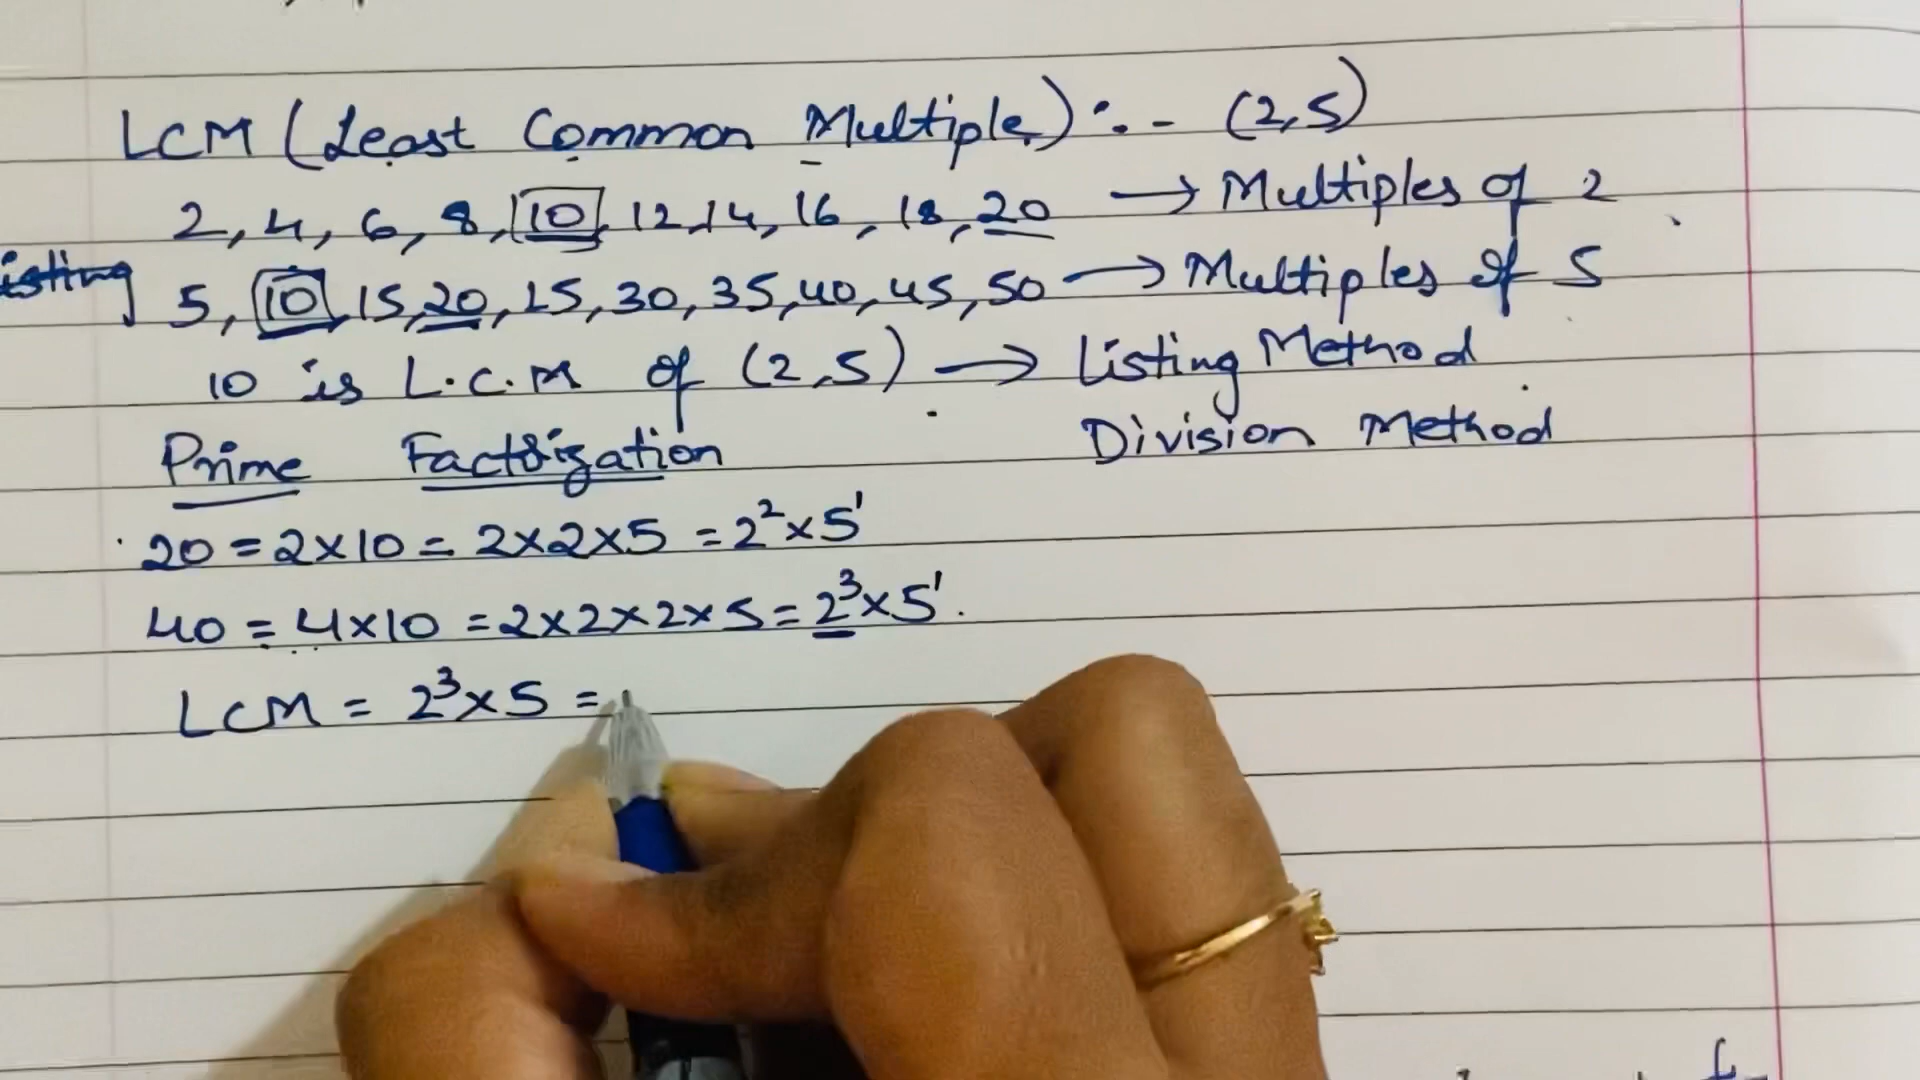 LCM (Least Common Multiple) :- (2,5)
2, 4, 6, 8, 10, 12, 14, 16, 18, 20 → Multiples of 2
isting 5, 10, 15, 20, 25, 30, 35, 40, 45, 50 → Multiples of 5
10 is L.C.M of (2,5) → Listing Method
Prime Factorization Division Method
20 = 2×10 = 2×2×5 = 2²×5¹
40 = 4×10 = 2×2×2×5 = 2³×5¹.
LCM = 2³×5 =